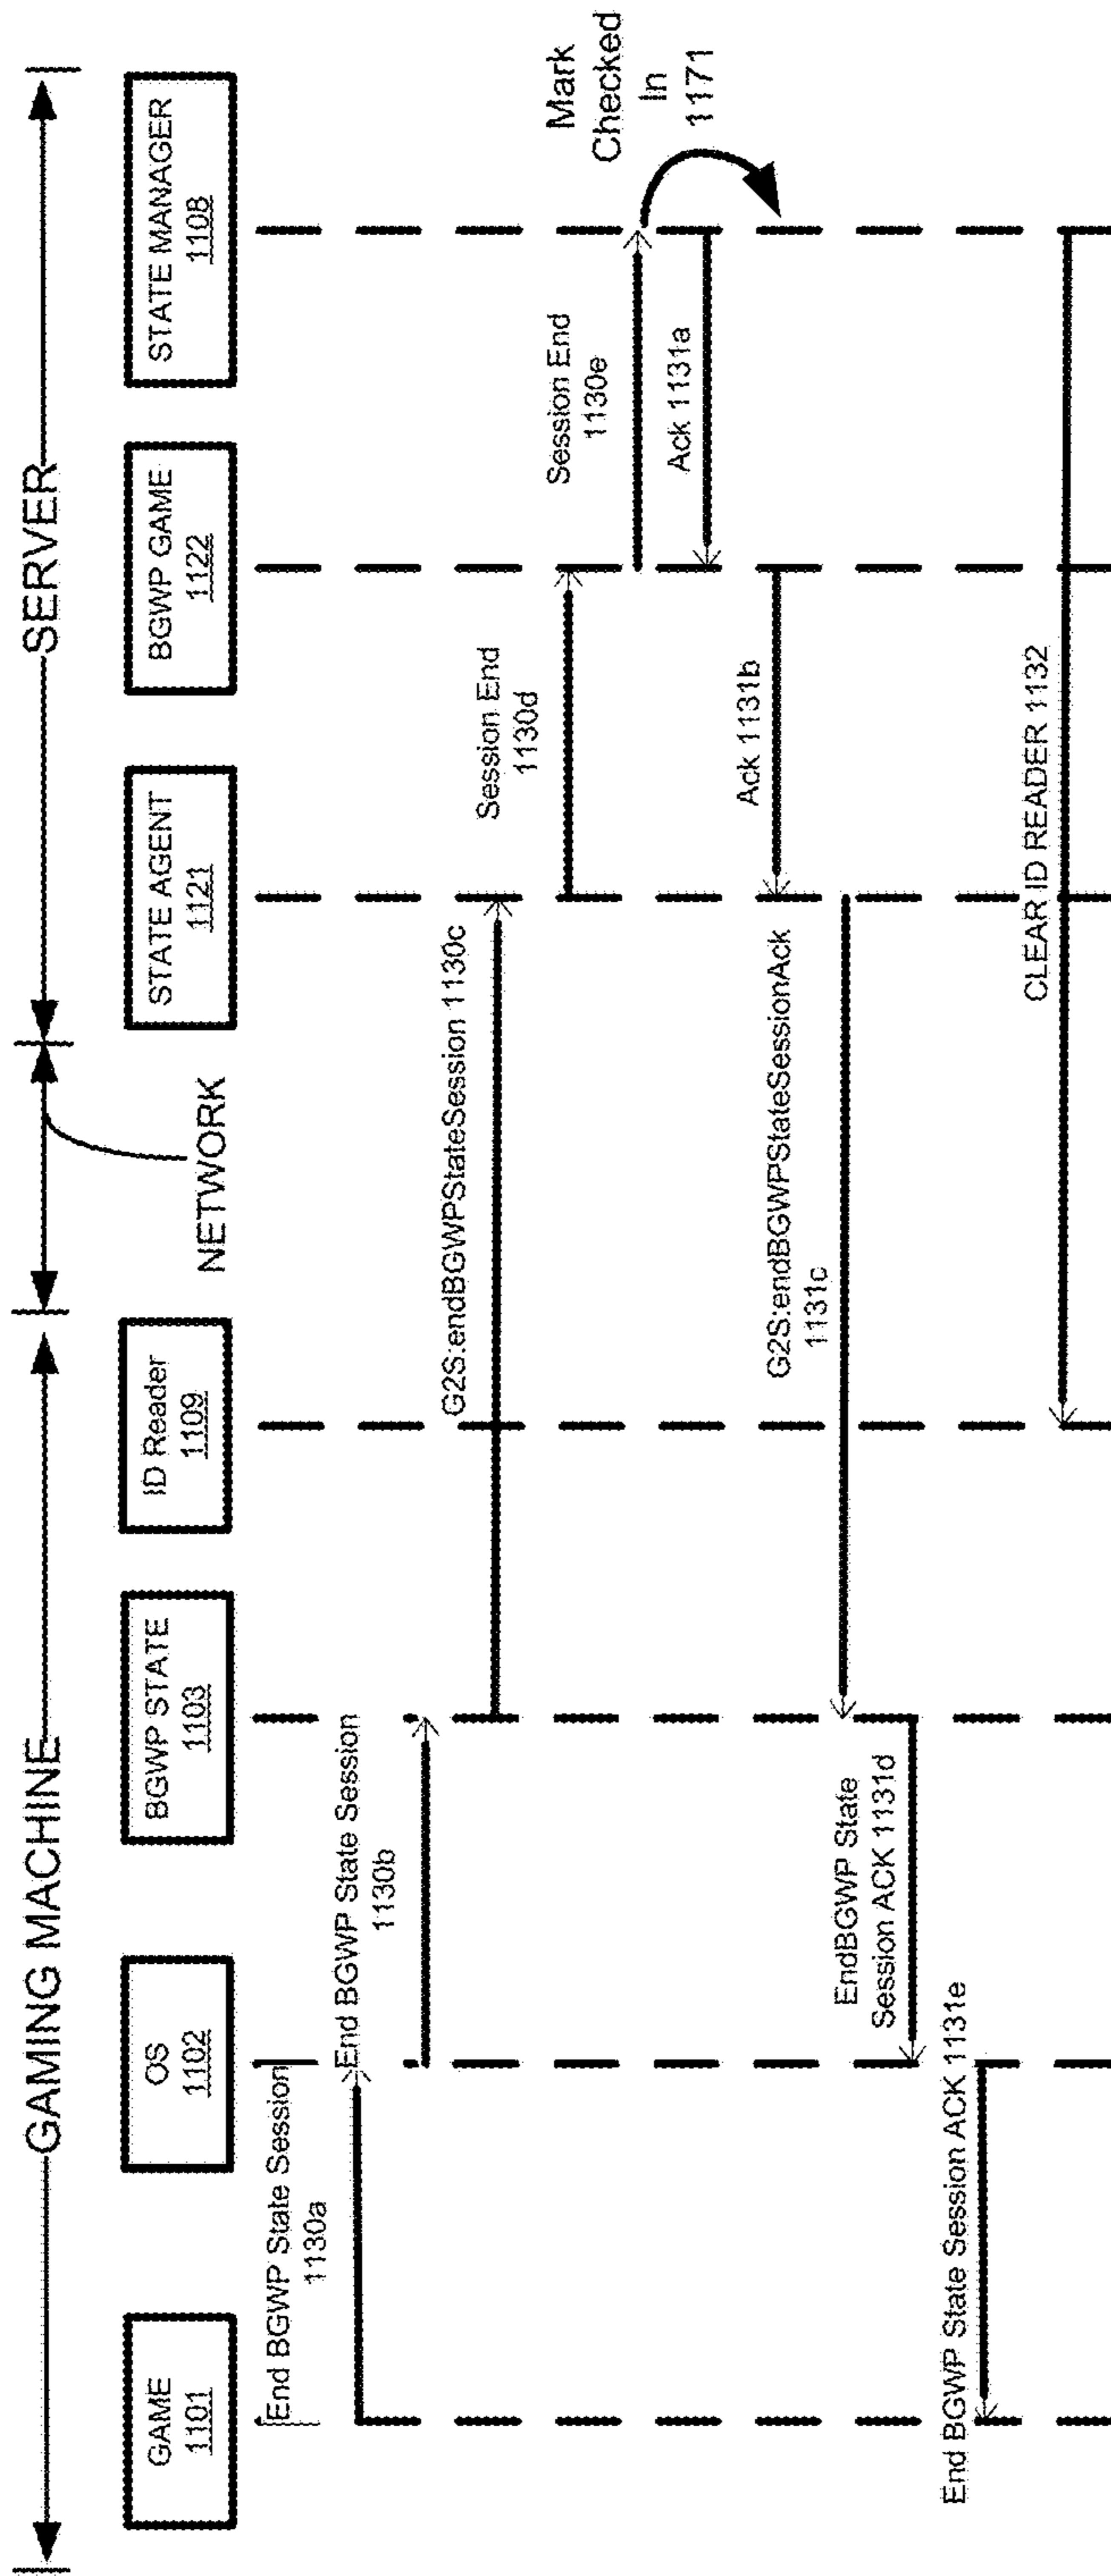 GAMING MACHINE
NETWORK
SERVER
GAME
1101
OS
1102
BGWP STATE
1103
ID Reader
1109
STATE AGENT
1121
BGWP GAME
1122
STATE MANAGER
1108
End BGWP State Session
1130a
End BGWP State Session
1130b
G2S:endBGWPStateSession 1130c
Session End
1130d
Session End
1130e
Mark
Checked
In
1171
Ack 1131a
Ack 1131b
G2S:endBGWPStateSessionAck
1131c
EndBGWP State
Session ACK 1131d
End BGWP State Session ACK 1131e
CLEAR ID READER 1132